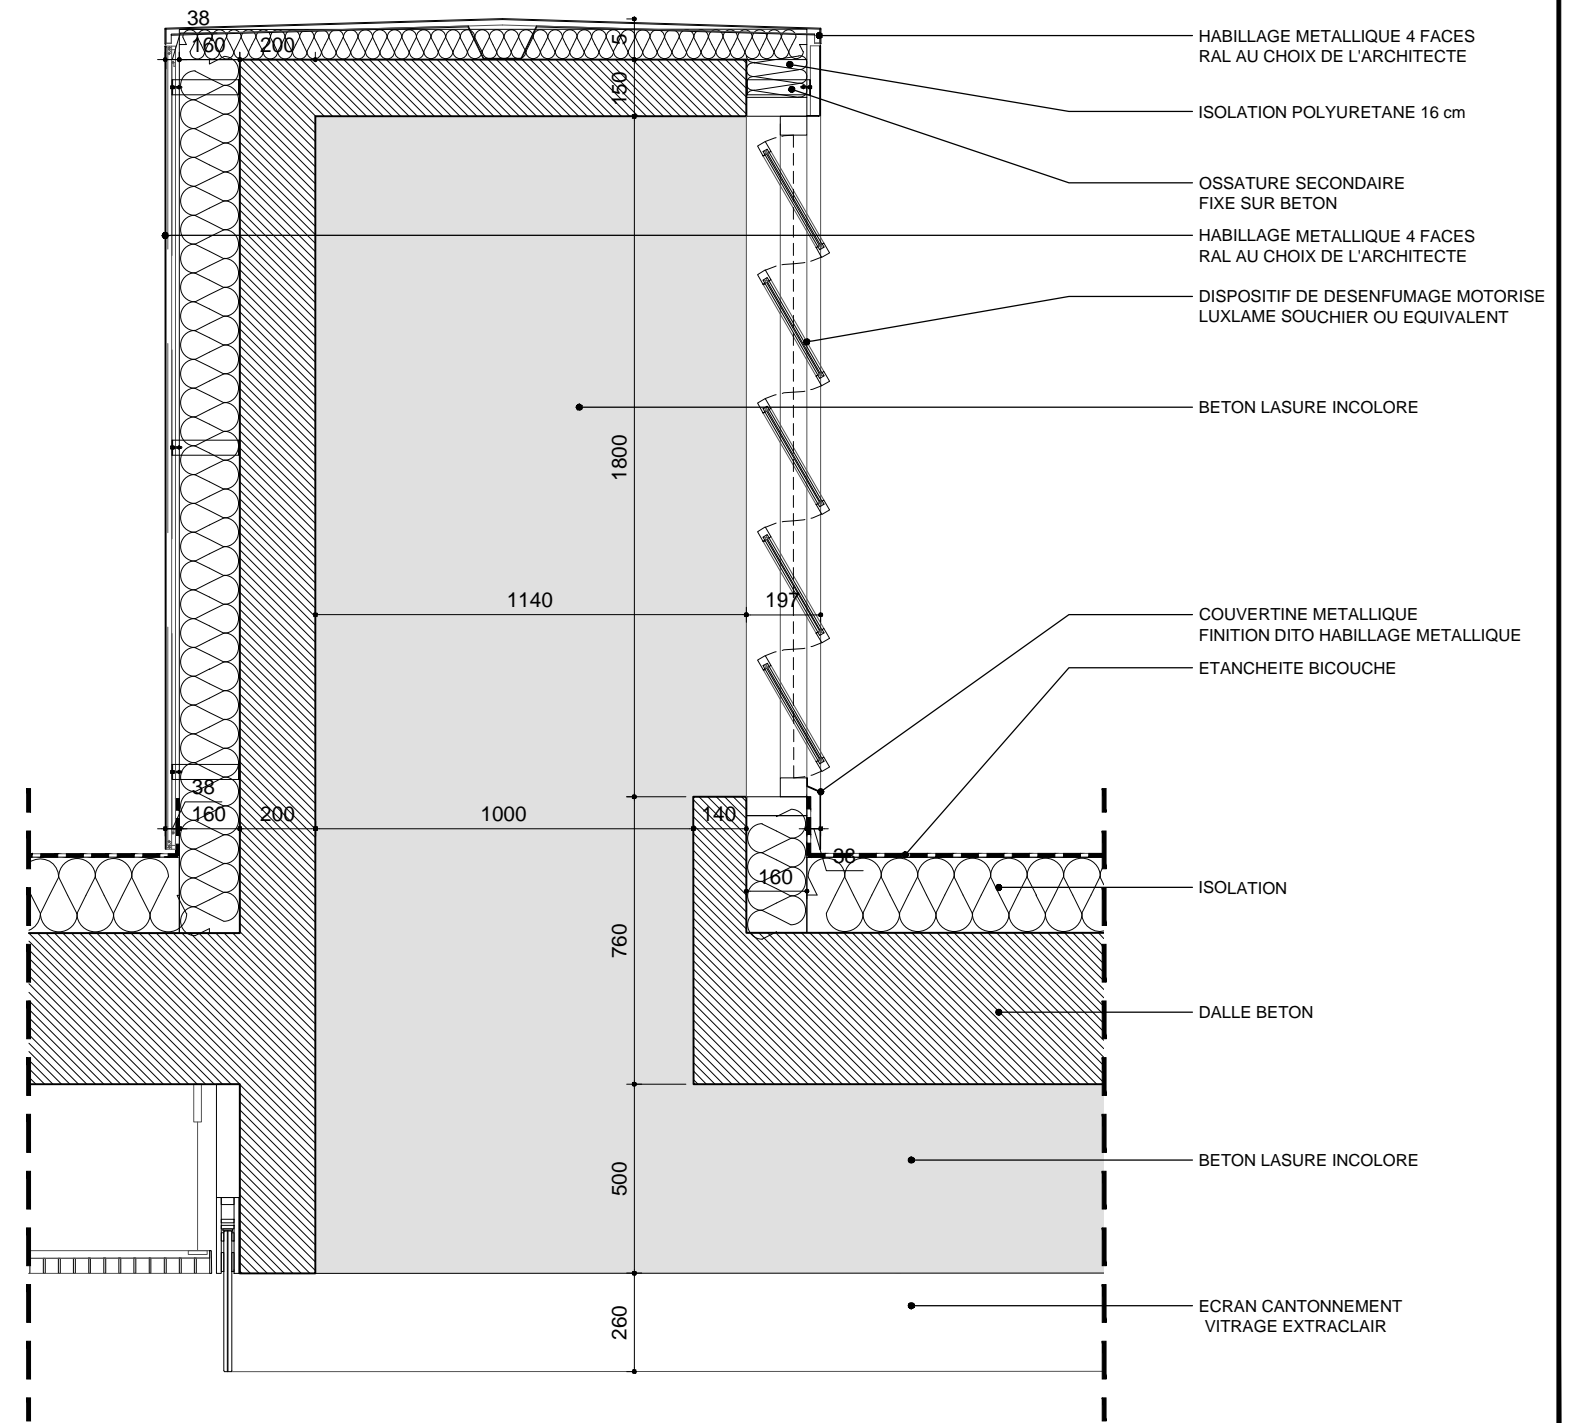 38
160
200
5
150
HABILLAGE METALLIQUE 4 FACES
RAL AU CHOIX DE L'ARCHITECTE
ISOLATION POLYURETANE 16 cm
OSSATURE SECONDAIRE
FIXE SUR BETON
HABILLAGE METALLIQUE 4 FACES
RAL AU CHOIX DE L'ARCHITECTE
DISPOSITIF DE DESENFUMAGE MOTORISE
LUXLAME SOUCHIER OU EQUIVALENT
BETON LASURE INCOLORE
1800
1140
197
COUVERTINE METALLIQUE
FINITION DITO HABILLAGE METALLIQUE
ETANCHEITE BICOUCHE
38
160
200
1000
140
38
160
ISOLATION
760
DALLE BETON
500
BETON LASURE INCOLORE
260
ECRAN CANTONNEMENT
VITRAGE EXTRACLAIR